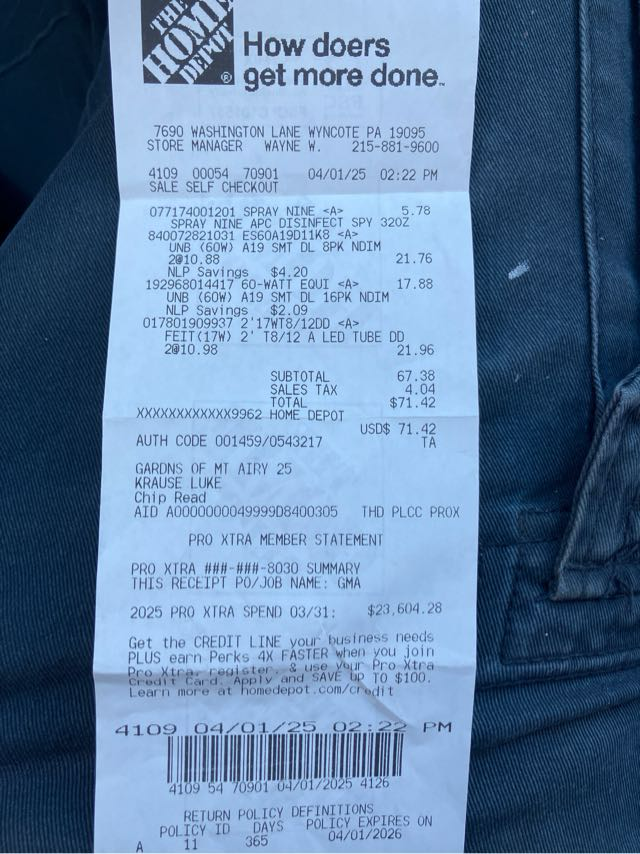 THE
HOME
DEPOT®
How doers
get more done™
7690 WASHINGTON LANE WYNCOTE PA 19095
STORE MANAGER WAYNE W. 215-881-9600
4109 00054 70901 04/01/25 02:22 PM
SALE SELF CHECKOUT
077174001201 SPRAY NINE <A> 5.78
SPRAY NINE APC DISINFECT SPY 32OZ
840072821031 ES60A19D11K8 <A>
UNB (60W) A19 SMT DL 8PK NDIM
2@10.88 21.76
NLP Savings $4.20
192968014417 60-WATT EQUI <A> 17.88
UNB (60W) A19 SMT DL 16PK NDIM
NLP Savings $2.09
017801909937 2'17WT8/12DD <A>
FEIT(17W) 2' T8/12 A LED TUBE DD
2@10.98 21.96
SUBTOTAL 67.38
SALES TAX 4.04
TOTAL $71.42
XXXXXXXXXXXX9962 HOME DEPOT
USD$ 71.42
AUTH CODE 001459/0543217 TA
GARDNS OF MT AIRY 25
KRAUSE LUKE
Chip Read
AID A0000000049999D8400305 THD PLCC PROX
PRO XTRA MEMBER STATEMENT
PRO XTRA ###-###-8030 SUMMARY
THIS RECEIPT PO/JOB NAME: GMA
2025 PRO XTRA SPEND 03/31: $23,604.28
Get the CREDIT LINE your business needs
PLUS earn Perks 4X FASTER when you join
Pro Xtra, register, & use your Pro Xtra
Credit Card. Apply and SAVE UP TO $100.
Learn more at homedepot.com/credit
4109 04/01/25 02:22 PM
4109 54 70901 04/01/2025 4126
RETURN POLICY DEFINITIONS
POLICY ID DAYS POLICY EXPIRES ON
A 11 365 04/01/2026